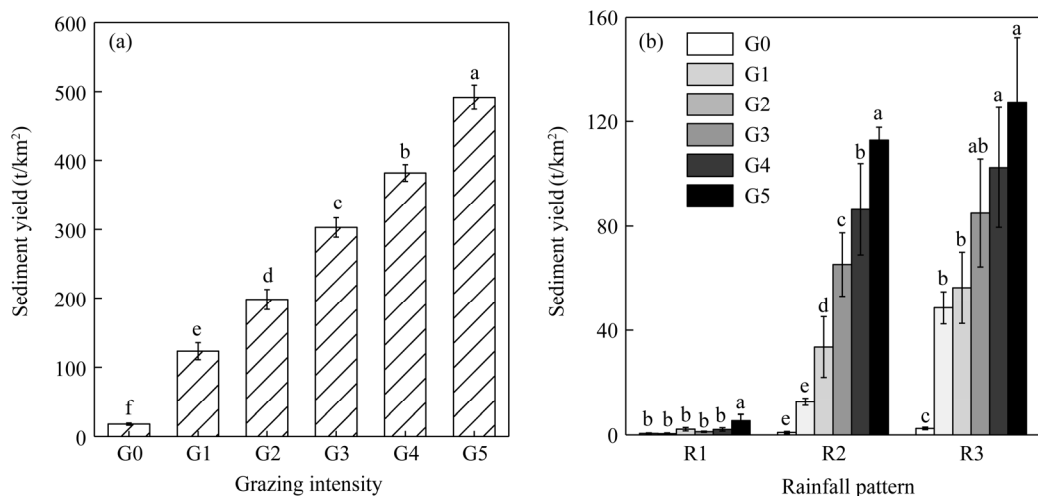 (a)
Sediment yield (t/km²)
600
500
400
300
200
100
0
f
e
d
c
b
a
G0 G1 G2 G3 G4 G5
Grazing intensity
(b)
Sediment yield (t/km²)
160
120
80
40
0
G0
G1
G2
G3
G4
G5
b b b b b a
e e d c b a
c b b ab a a
R1 R2 R3
Rainfall pattern